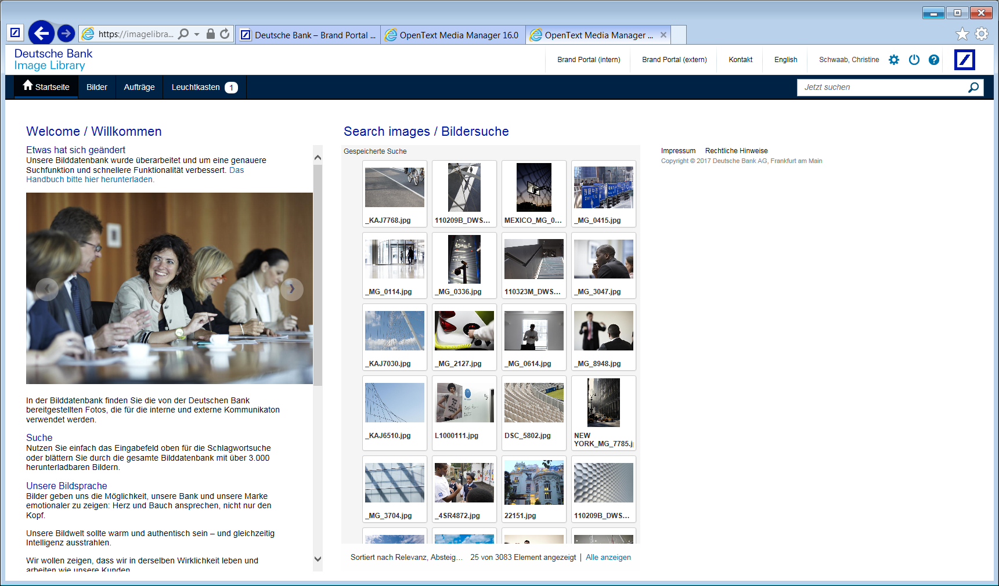 https://imagelibra...
Deutsche Bank – Brand Portal ...
OpenText Media Manager 16.0
OpenText Media Manager ...
Deutsche Bank
Image Library
Brand Portal (intern)
Brand Portal (extern)
Kontakt
English
Schwaab, Christine
Startseite
Bilder
Aufträge
Leuchtkasten 1
Jetzt suchen
Welcome / Willkommen
Etwas hat sich geändert
Unsere Bilddatenbank wurde überarbeitet und um eine genauere
Suchfunktion und schnellere Funktionalität verbessert. Das
Handbuch bitte hier herunterladen.
In der Bilddatenbank finden Sie die von der Deutschen Bank
bereitgestellten Fotos, die für die interne und externe Kommunikaton
verwendet werden.
Suche
Nutzen Sie einfach das Eingabefeld oben für die Schlagwortsuche
oder blättern Sie durch die gesamte Bilddatenbank mit über 3.000
herunterladbaren Bildern.
Unsere Bildsprache
Bilder geben uns die Möglichkeit, unsere Bank und unsere Marke
emotionaler zu zeigen: Herz und Bauch ansprechen, nicht nur den
Kopf.
Unsere Bildwelt sollte warm und authentisch sein – und gleichzeitig
Intelligenz ausstrahlen.
Wir wollen zeigen, dass wir in derselben Wirklichkeit leben und
arbeiten wie unsere Kunden
Search images / Bildersuche
Gespeicherte Suche
_KAJ7768.jpg
110209B_DWS...
MEXICO_MG_0...
_MG_0415.jpg
_MG_0114.jpg
_MG_0336.jpg
110323M_DWS...
_MG_3047.jpg
_KAJ7030.jpg
_MG_2127.jpg
_MG_0614.jpg
_MG_8948.jpg
_KAJ6510.jpg
L1000111.jpg
DSC_5802.jpg
NEW
YORK_MG_7785.j
_MG_3704.jpg
_4SR4872.jpg
22151.jpg
110209B_DWS...
Sortiert nach Relevanz, Absteig...
25 von 3083 Element angezeigt | Alle anzeigen
Impressum
Rechtliche Hinweise
Copyright © 2017 Deutsche Bank AG, Frankfurt am Main